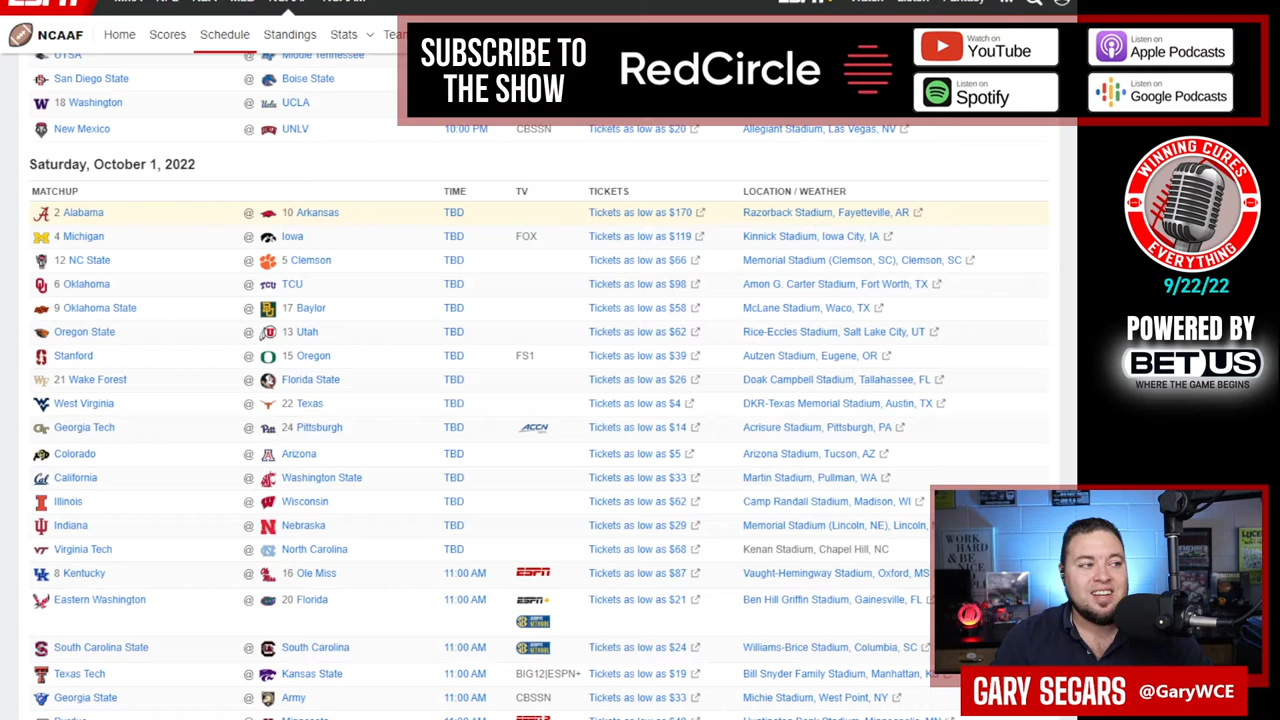 NCAAF Home Scores Schedule Standings Stats
SUBSCRIBE TO
THE SHOW
RedCircle
Watch on
YouTube
Listen on
Spotify
Listen on
Apple Podcasts
Listen on
Google Podcasts
UTSA Middle Tennessee
San Diego State Boise State
18 Washington @ UCLA
New Mexico @ UNLV 10:00 PM CBSSN Tickets as low as $20 Allegiant Stadium, Las Vegas, NV
Saturday, October 1, 2022
MATCHUP TIME TV TICKETS LOCATION / WEATHER
2 Alabama @ 10 Arkansas TBD Tickets as low as $170 Razorback Stadium, Fayetteville, AR
4 Michigan @ Iowa TBD FOX Tickets as low as $119 Kinnick Stadium, Iowa City, IA
12 NC State @ 5 Clemson TBD Tickets as low as $66 Memorial Stadium (Clemson, SC), Clemson, SC
6 Oklahoma @ TCU TBD Tickets as low as $98 Amon G. Carter Stadium, Fort Worth, TX
9 Oklahoma State @ 17 Baylor TBD Tickets as low as $58 McLane Stadium, Waco, TX
Oregon State @ 13 Utah TBD Tickets as low as $62 Rice-Eccles Stadium, Salt Lake City, UT
Stanford @ 15 Oregon TBD FS1 Tickets as low as $39 Autzen Stadium, Eugene, OR
21 Wake Forest @ Florida State TBD Tickets as low as $26 Doak Campbell Stadium, Tallahassee, FL
West Virginia @ 22 Texas TBD Tickets as low as $4 DKR-Texas Memorial Stadium, Austin, TX
Georgia Tech @ 24 Pittsburgh TBD ACCN Tickets as low as $14 Acrisure Stadium, Pittsburgh, PA
Colorado @ Arizona TBD Tickets as low as $5 Arizona Stadium, Tucson, AZ
California @ Washington State TBD Tickets as low as $33 Martin Stadium, Pullman, WA
Illinois @ Wisconsin TBD Tickets as low as $62 Camp Randall Stadium, Madison, WI
Indiana @ Nebraska TBD Tickets as low as $29 Memorial Stadium (Lincoln, NE), Lincoln,
Virginia Tech @ North Carolina TBD Tickets as low as $68 Kenan Stadium, Chapel Hill, NC
8 Kentucky @ 16 Ole Miss 11:00 AM ESPN Tickets as low as $87 Vaught-Hemingway Stadium, Oxford, MS
Eastern Washington @ 20 Florida 11:00 AM ESPN+ Tickets as low as $21 Ben Hill Griffin Stadium, Gainesville, FL
South Carolina State @ South Carolina 11:00 AM Tickets as low as $24 Williams-Brice Stadium, Columbia, SC
Texas Tech @ Kansas State 11:00 AM BIG12|ESPN+ Tickets as low as $19 Bill Snyder Family Stadium, Manhattan,
Georgia State @ Army 11:00 AM CBSSN Tickets as low as $33 Michie Stadium, West Point, NY
WINNING CURES
EVERYTHING
9/22/22
POWERED BY
BETUS
WHERE THE GAME BEGINS
WORK
HARD
& BE
GARY SEGARS @GaryWCE